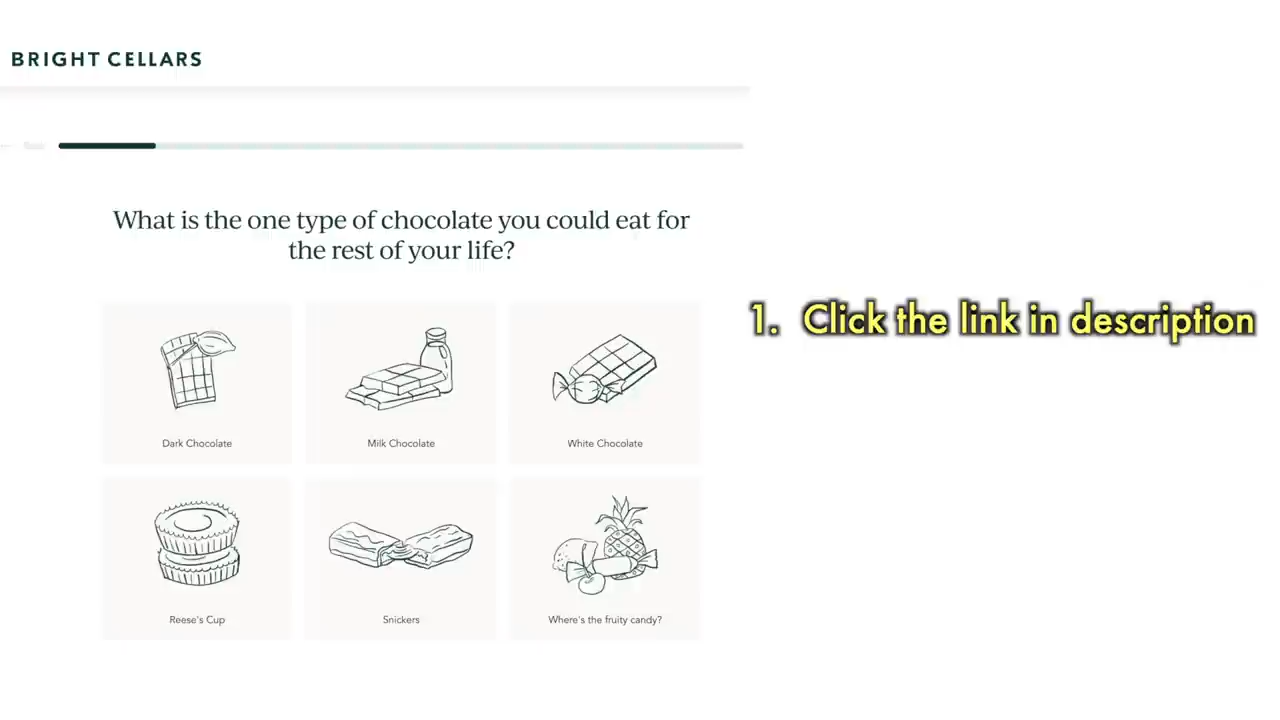 BRIGHT CELLARS
What is the one type of chocolate you could eat for
the rest of your life?
1. Click the link in description
Dark Chocolate
Milk Chocolate
White Chocolate
Reese's Cup
Snickers
Where's the fruity candy?